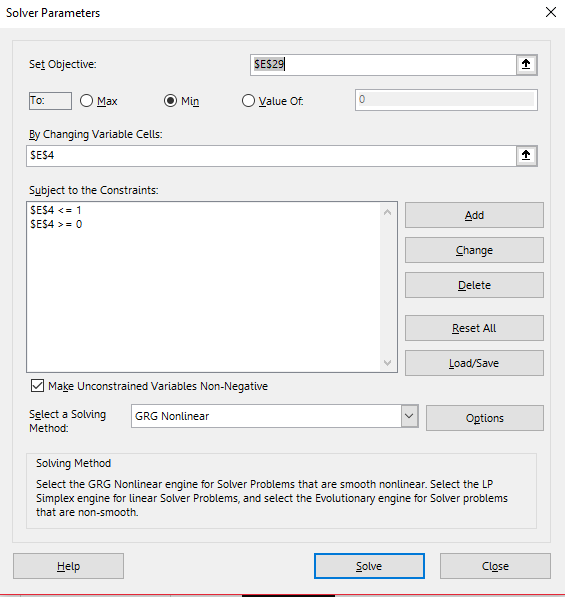 Solver Parameters
Set Objective:
$E$29
To:
Max
Min
Value Of:
0
By Changing Variable Cells:
$E$4
Subject to the Constraints:
$E$4 <= 1
$E$4 >= 0
Add
Change
Delete
Reset All
Load/Save
Make Unconstrained Variables Non-Negative
Select a Solving
Method:
GRG Nonlinear
Options
Solving Method
Select the GRG Nonlinear engine for Solver Problems that are smooth nonlinear. Select the LP
Simplex engine for linear Solver Problems, and select the Evolutionary engine for Solver problems
that are non-smooth.
Help
Solve
Close